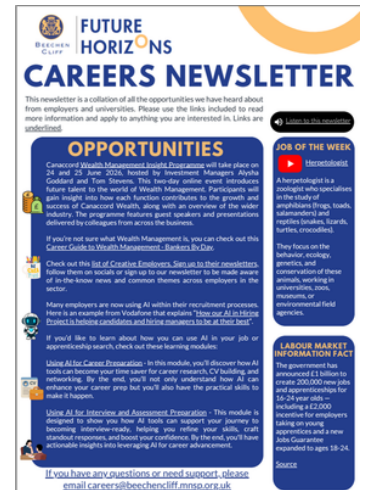 BEECHEN
CLIFF
FUTURE
HORIZONS
CAREERS NEWSLETTER
This newsletter is a collation of all the opportunities we have heard about
from employers and universities. Please use the links included to read
more information and apply to anything you are interested in. Links are
underlined.
Listen to this newsletter
OPPORTUNITIES
Canaccord Wealth Management Insight Programme will take place on
24 and 25 June 2026, hosted by Investment Managers Alysha
Goddard and Tom Stevens. This two-day online event introduces
future talent to the world of Wealth Management. Participants will
gain insight into how each function contributes to the growth and
success of Canaccord Wealth, along with an overview of the wider
industry. The programme features guest speakers and presentations
delivered by colleagues from across the business.
If you're not sure what Wealth Management is, you can check out this
Career Guide to Wealth Management - Bankers By Day.
Check out this list of Creative Employers. Sign up to their newsletters,
follow them on socials or sign up to our newsletter to be made aware
of in-the-know news and common themes across employers in the
sector.
Many employers are now using AI within their recruitment processes.
Here is an example from Vodafone that explains "How our AI in Hiring
Project is helping candidates and hiring managers to be at their best".
If you'd like to learn about how you can use AI in your job or
apprenticeship search, check out these learning modules:
Using AI for Career Preparation - In this module, you'll discover how AI
tools can become your time saver for career research, CV building, and
networking. By the end, you'll not only understand how AI can
enhance your career prep but you'll also have the practical skills to
make it happen.
Using AI for Interview and Assessment Preparation - This module is
designed to show you how AI tools can support your journey to
becoming interview-ready, helping you refine your skills, craft
standout responses, and boost your confidence. By the end, you'll have
actionable insights into leveraging AI for career advancement.
JOB OF THE WEEK
Herpetologist
A herpetologist is a
zoologist who specialises
in the study of
amphibians (frogs, toads,
salamanders) and
reptiles (snakes, lizards,
turtles, crocodiles).
They focus on the
behavior, ecology,
genetics, and
conservation of these
animals, working in
universities, zoos,
museums, or
environmental field
agencies.
LABOUR MARKET
INFORMATION FACT
The government has
announced £1 billion to
create 200,000 new jobs
and apprenticeships for
16-24 year olds —
including a £2,000
incentive for employers
taking on young
apprentices and a new
Jobs Guarantee
expanded to ages 18-24.
Source
If you have any questions or need support, please
email careers@beechencliff.mnsp.org.uk